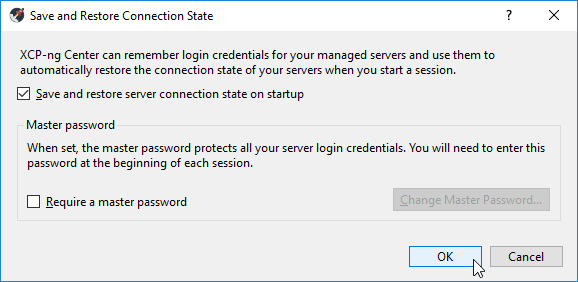 Save and Restore Connection State
?
XCP-ng Center can remember login credentials for your managed servers and use them to
automatically restore the connection state of your servers when you start a session.
Save and restore server connection state on startup
Master password
When set, the master password protects all your server login credentials. You will need to enter this
password at the beginning of each session.
Require a master password
Change Master Password...
OK
Cancel